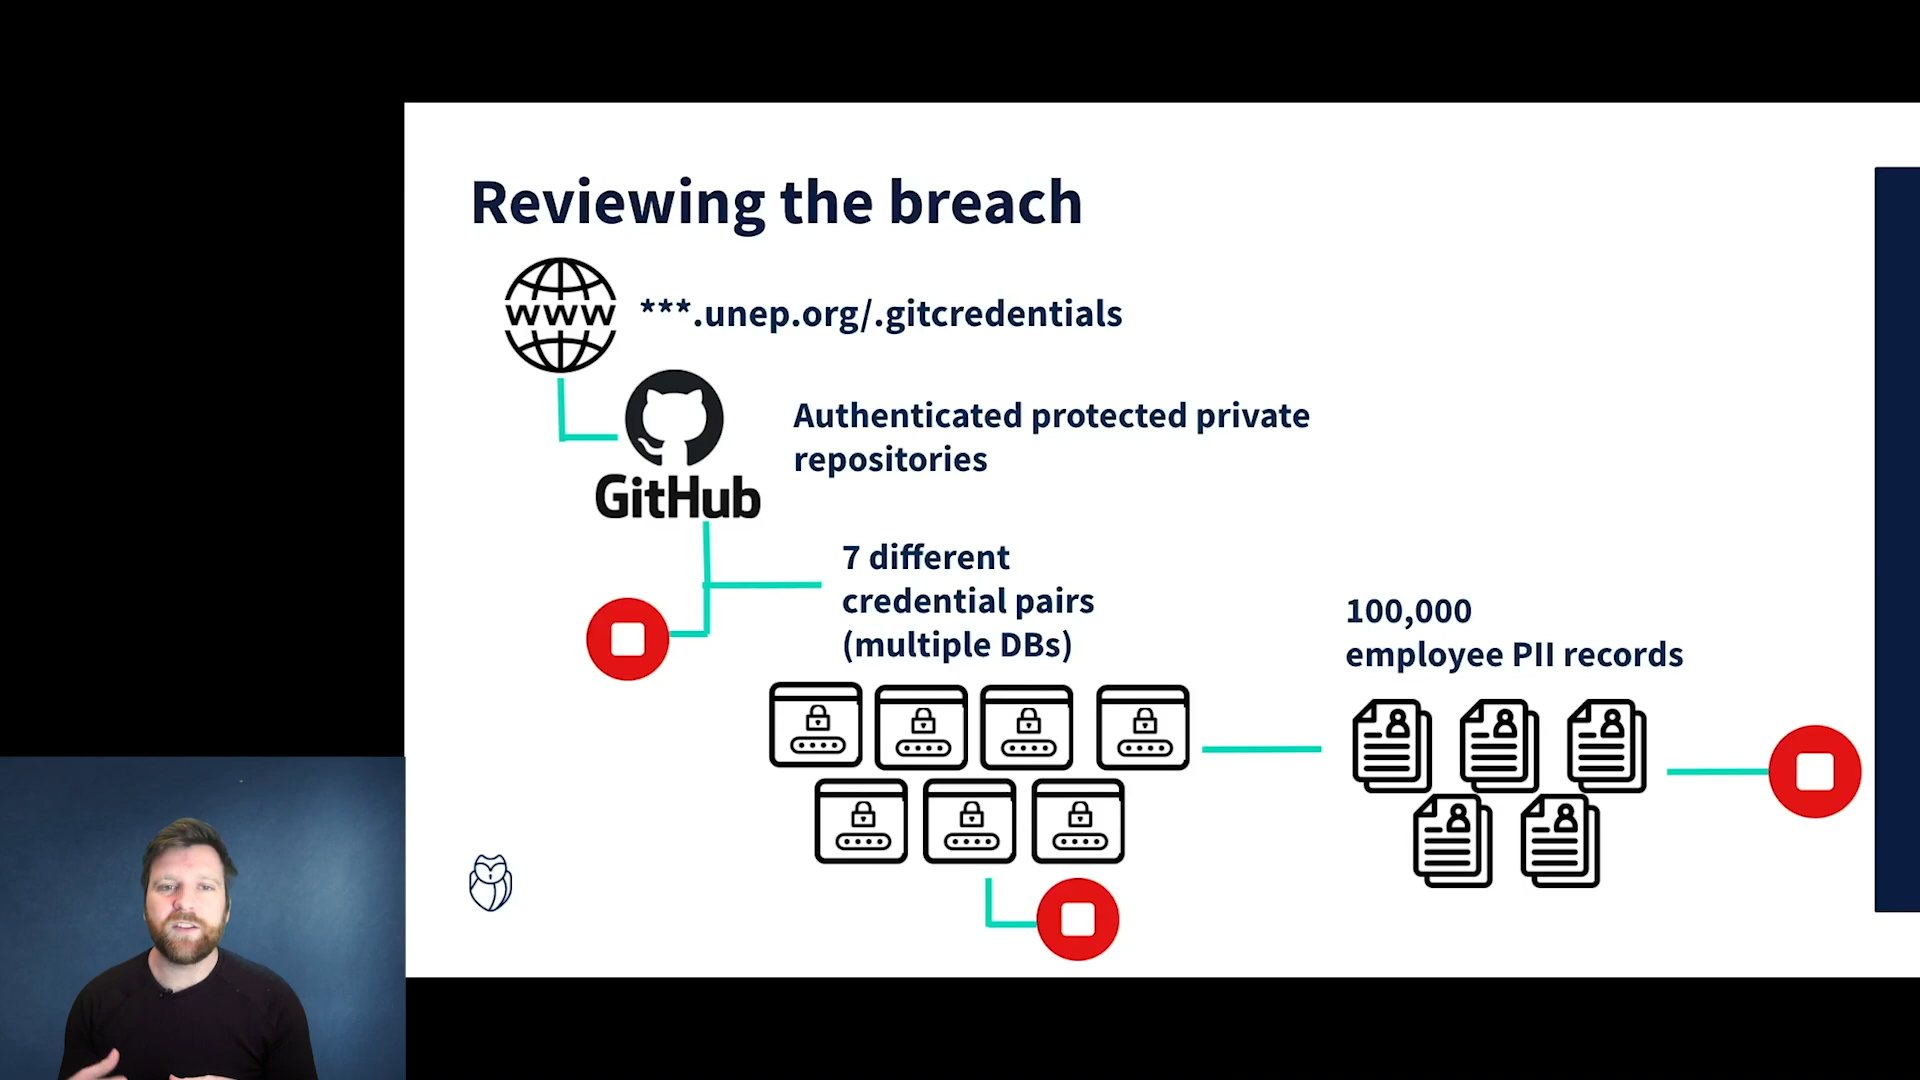 Reviewing the breach
www
***.unep.org/.gitcredentials
Authenticated protected private
repositories
GitHub
7 different
credential pairs
(multiple DBs)
100,000
employee PII records